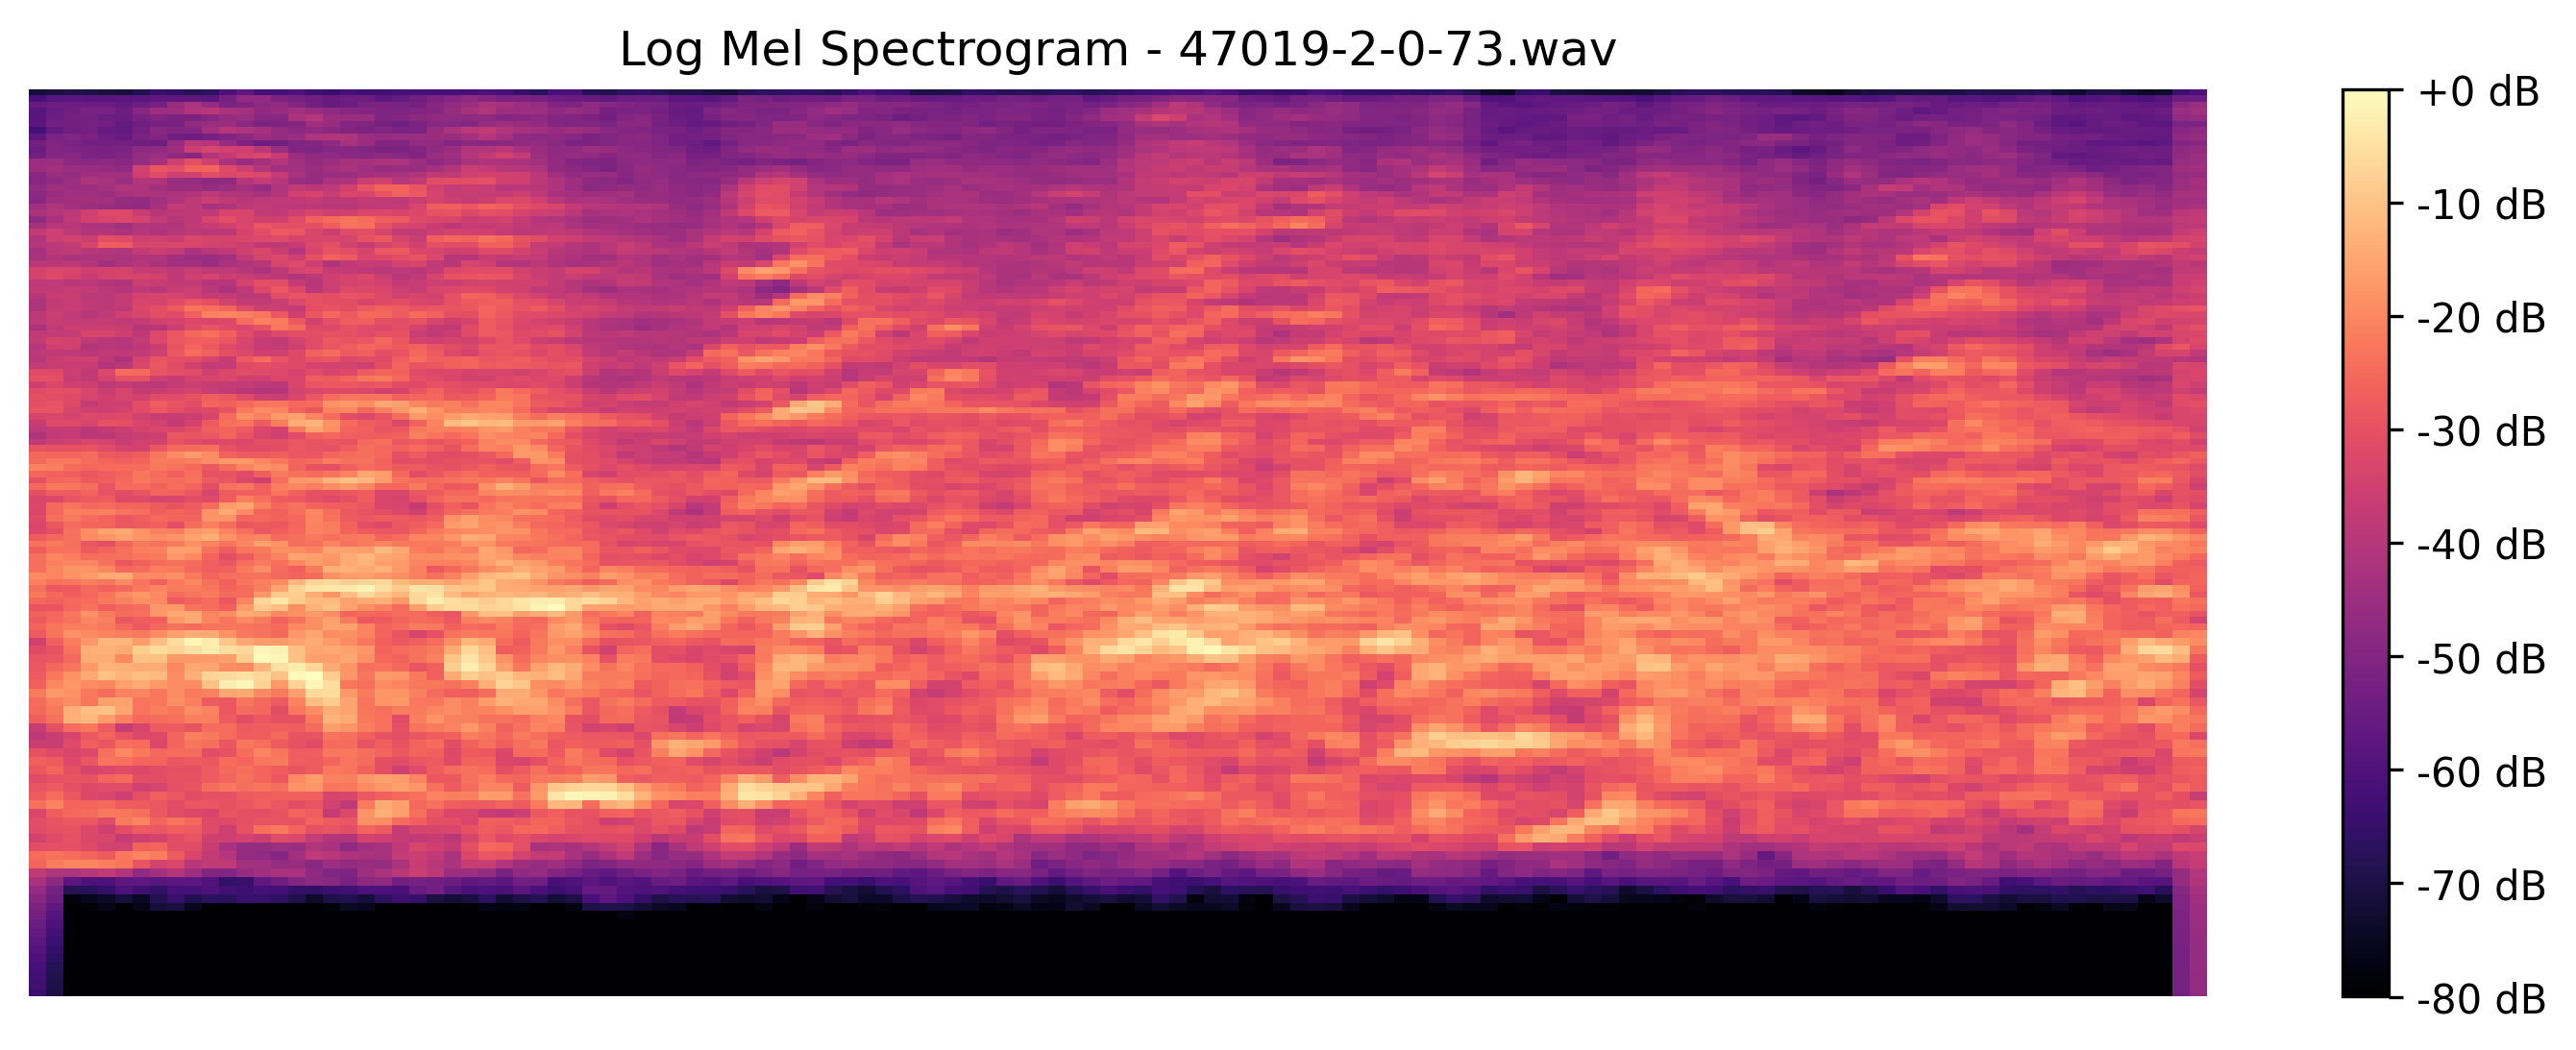 Log Mel Spectrogram - 47019-2-0-73.wav
+0 dB
-10 dB
-20 dB
-30 dB
-40 dB
-50 dB
-60 dB
-70 dB
-80 dB